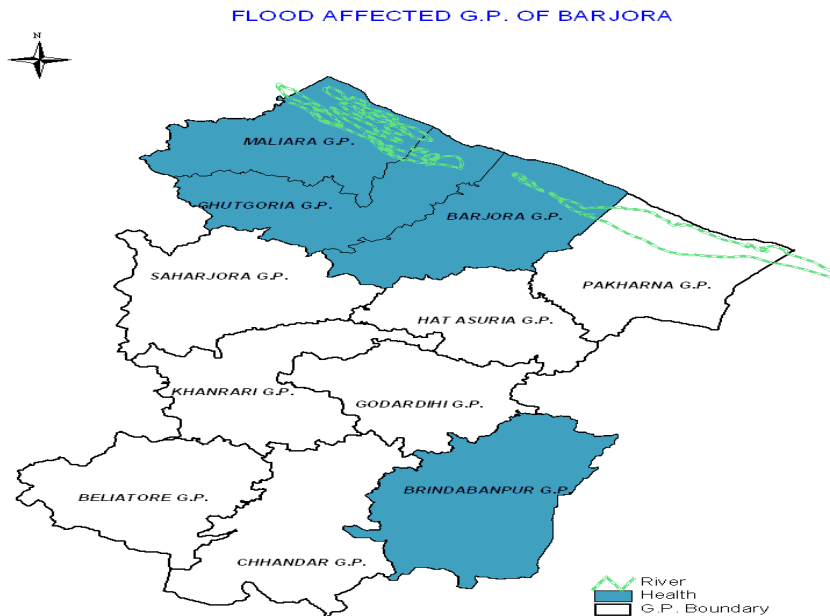 FLOOD AFFECTED G.P. OF BARJORA
N
MALIARA G.P.
GHUTGORIA G.P.
BARJORA G.P.
SAHARJORA G.P.
PAKHARNA G.P.
HAT ASURIA G.P.
KHANRARI G.P.
GODARDIHI G.P.
BELIATORE G.P.
BRINDABANPUR G.P.
CHHANDAR G.P.
River
Health
G.P. Boundary